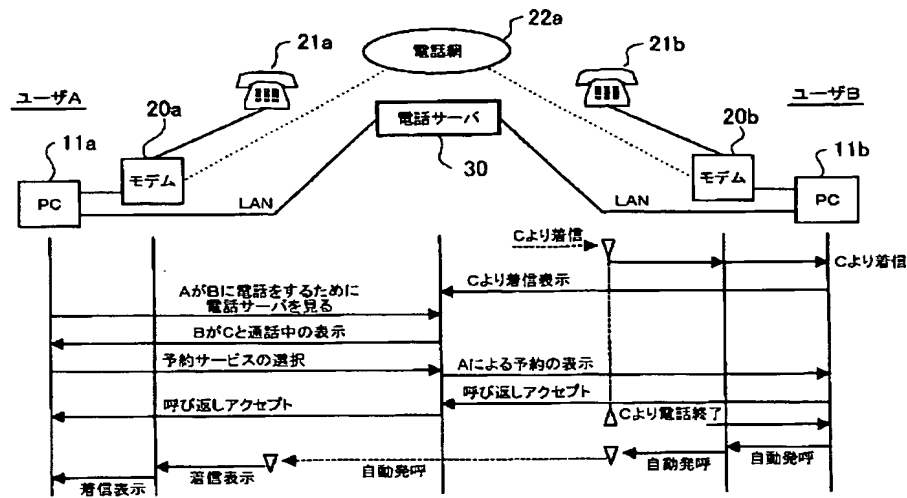 22a
電話網
21a
21b
ユーザA
ユーザB
20a
20b
電話サーバ
11a
11b
30
モデム
モデム
PC
PC
LAN
LAN
Cより着信
Cより着信
Cより着信表示
AがBに電話をするために
電話サーバを見る
BがCと通話中の表示
予約サービスの選択
Aによる予約の表示
呼び返しアクセプト
呼び返しアクセプト
Cより電話終了
着信表示
着信表示
自動発呼
自動発呼
自動発呼